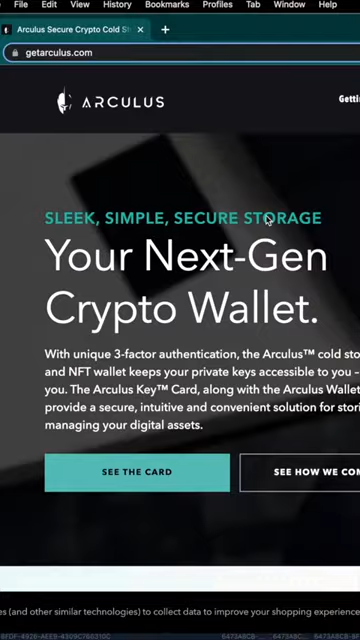 File Edit View History Bookmarks Profiles Tab Window Help
Arculus Secure Crypto Cold St
getarculus.com
ARCULUS
SLEEK, SIMPLE, SECURE STORAGE
Your Next-Gen
Crypto Wallet.
With unique 3-factor authentication, the Arculus™ cold
and NFT wallet keeps your private keys accessible to you –
you. The Arculus Key™ Card, along with the Arculus Wallet
provide a secure, intuitive and convenient solution for
managing your digital assets.
SEE THE CARD
SEE HOW WE
(and other similar technologies) to collect data to improve your shopping experience